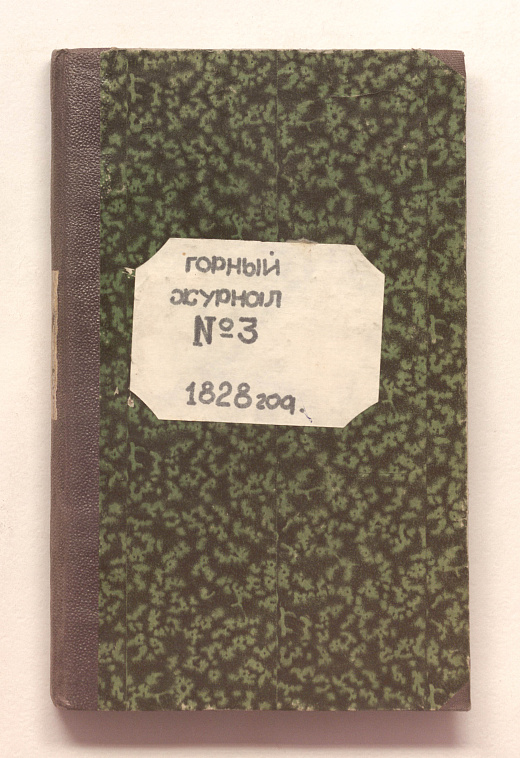 горный
журнал
№3
1828 год.